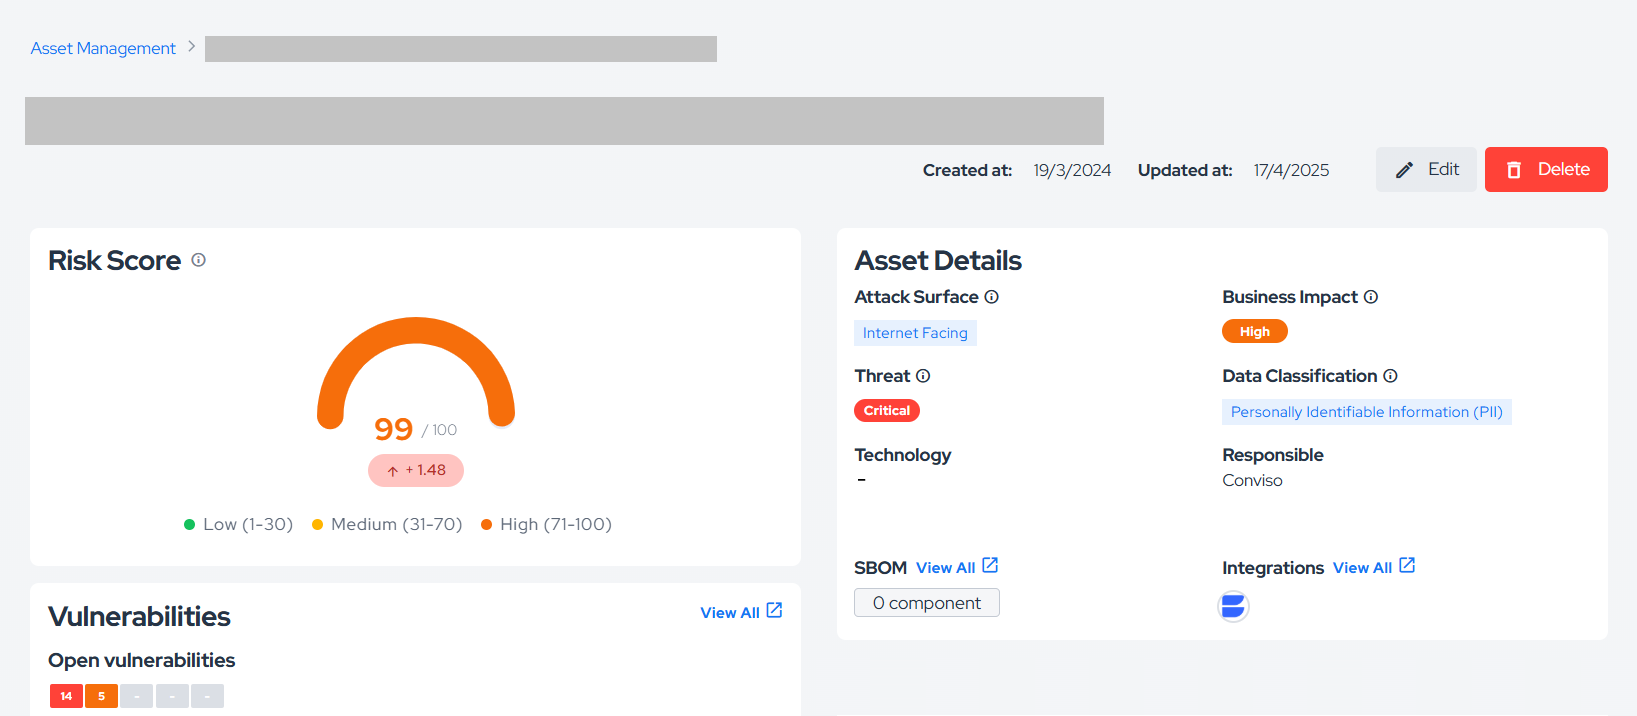 Asset Management >
Created at: 19/3/2024 Updated at: 17/4/2025 Edit Delete
Risk Score
99 / 100
+ 1.48
Low (1-30) Medium (31-70) High (71-100)
Vulnerabilities View All
Open vulnerabilities
14 5 - - -
Asset Details
Attack Surface Business Impact
Internet Facing High
Threat Data Classification
Critical Personally Identifiable Information (PII)
Technology Responsible
- Conviso
SBOM View All Integrations View All
0 component